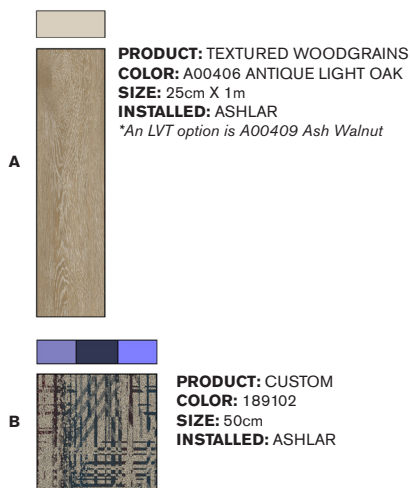 PRODUCT: TEXTURED WOODGRAINS
COLOR: A00406 ANTIQUE LIGHT OAK
SIZE: 25cm X 1m
INSTALLED: ASHLAR
*An LVT option is A00409 Ash Walnut
A
PRODUCT: CUSTOM
COLOR: 189102
SIZE: 50cm
INSTALLED: ASHLAR
B